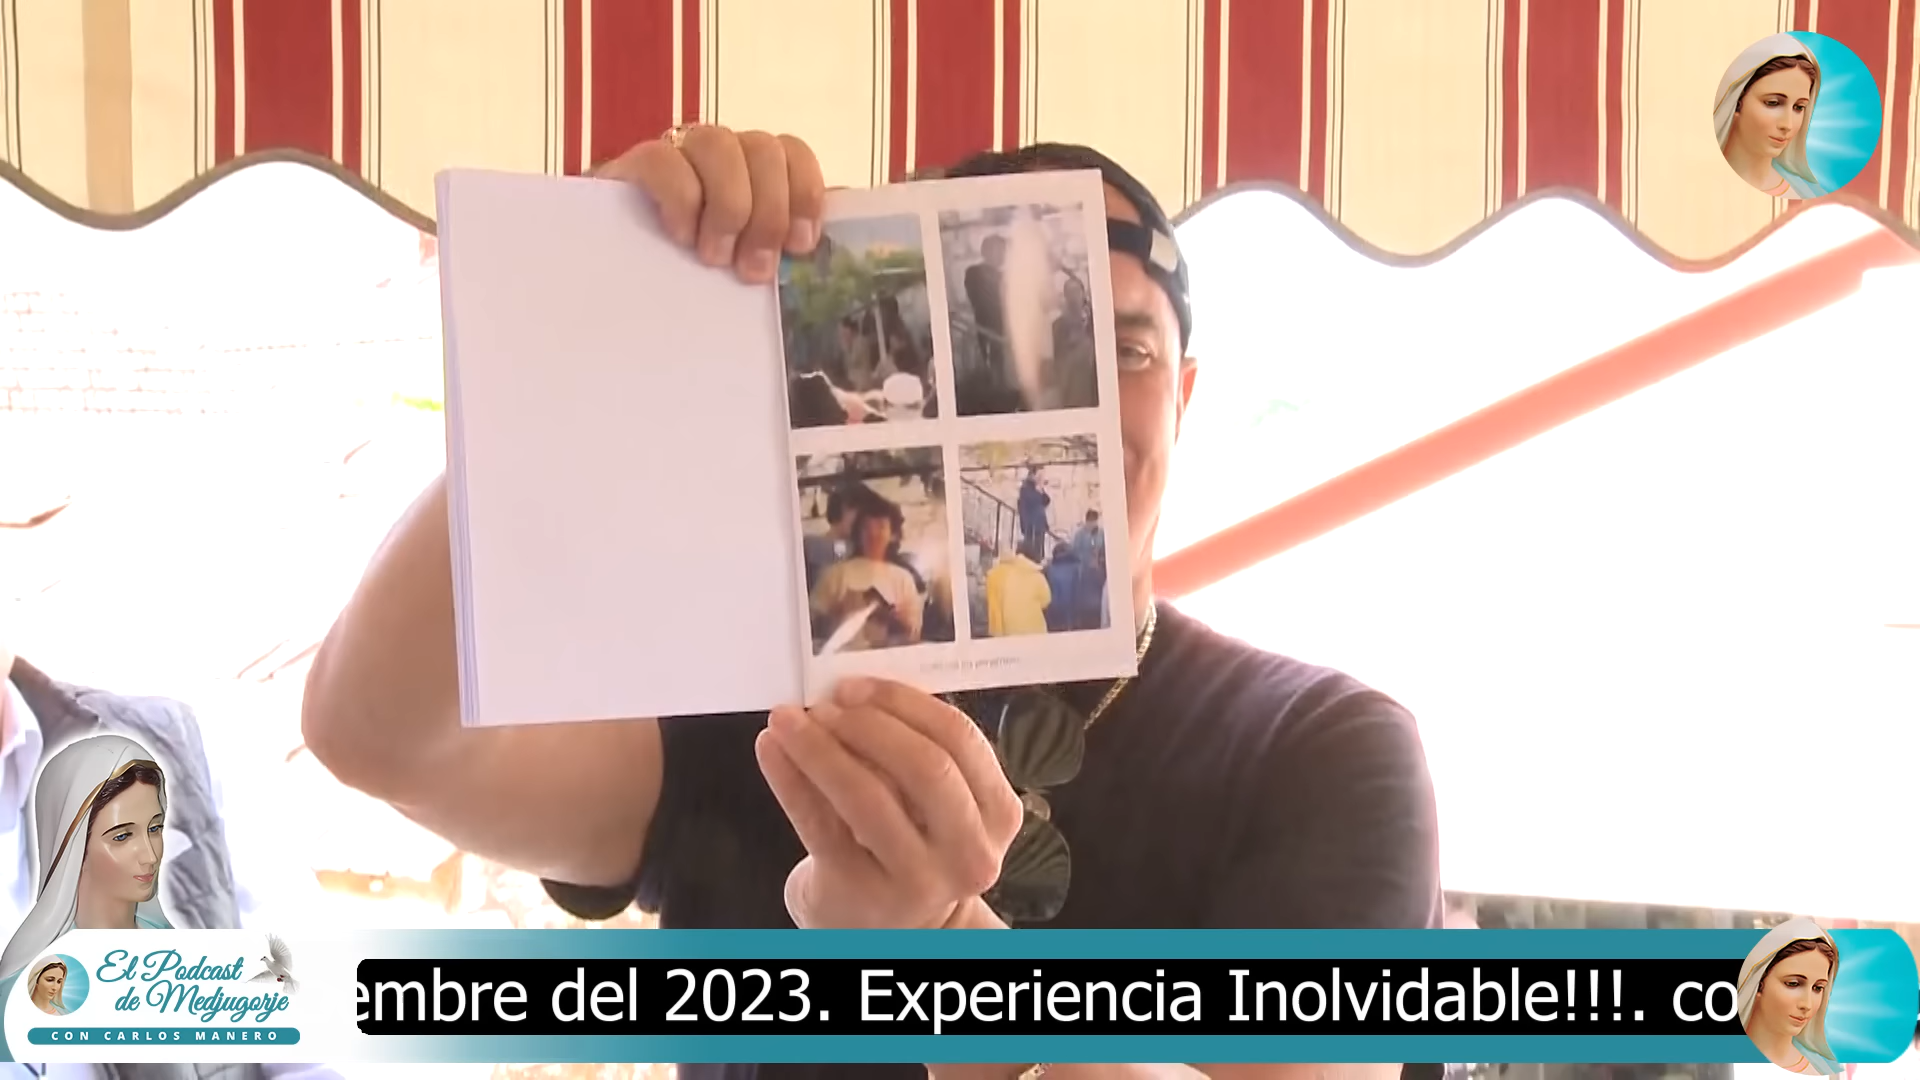 El Podcast
de Medjugorje
CON CARLOS MANERO
embre del 2023. Experiencia Inolvidable!!!. co